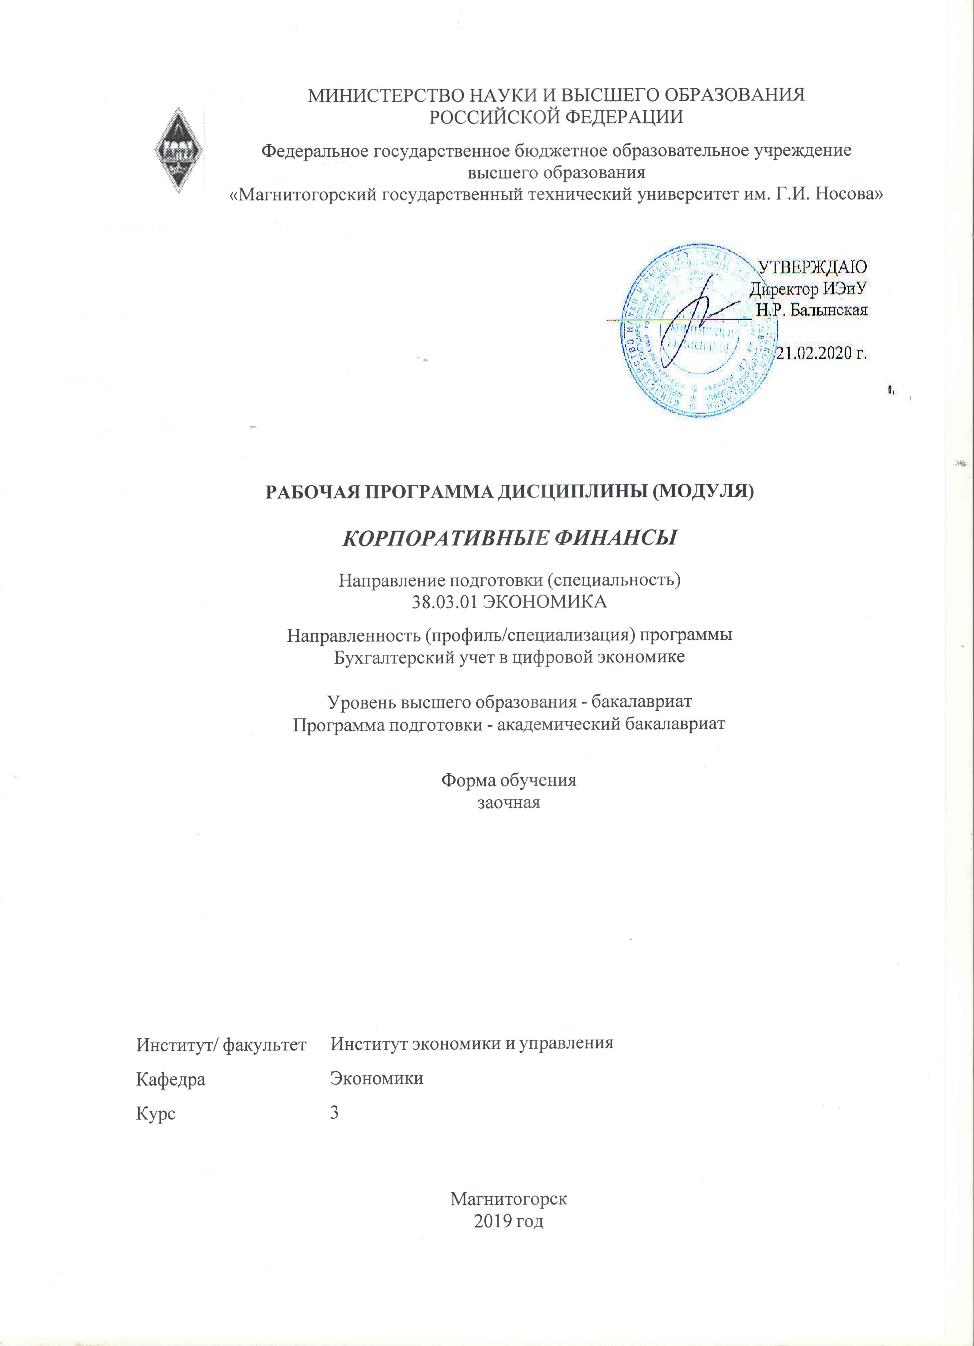 МИНИСТЕРСТВО НАУКИ И ВЫСШЕГО ОБРАЗОВАНИЯ
РОССИЙСКОЙ ФЕДЕРАЦИИ
Федеральное государственное бюджетное образовательное учреждение
высшего образования
«Магнитогорский государственный технический университет им. Г.И. Носова»
УТВЕРЖДАЮ
Директор ИЭиУ
Н.Р. Балынская
21.02.2020 г.
РАБОЧАЯ ПРОГРАММА ДИСЦИПЛИНЫ (МОДУЛЯ)
КОРПОРАТИВНЫЕ ФИНАНСЫ
Направление подготовки (специальность)
38.03.01 ЭКОНОМИКА
Направленность (профиль/специализация) программы
Бухгалтерский учет в цифровой экономике
Уровень высшего образования - бакалавриат
Программа подготовки - академический бакалавриат
Форма обучения
заочная
Институт/ факультет Институт экономики и управления
Кафедра Экономики
Курс 3
Магнитогорск
2019 год